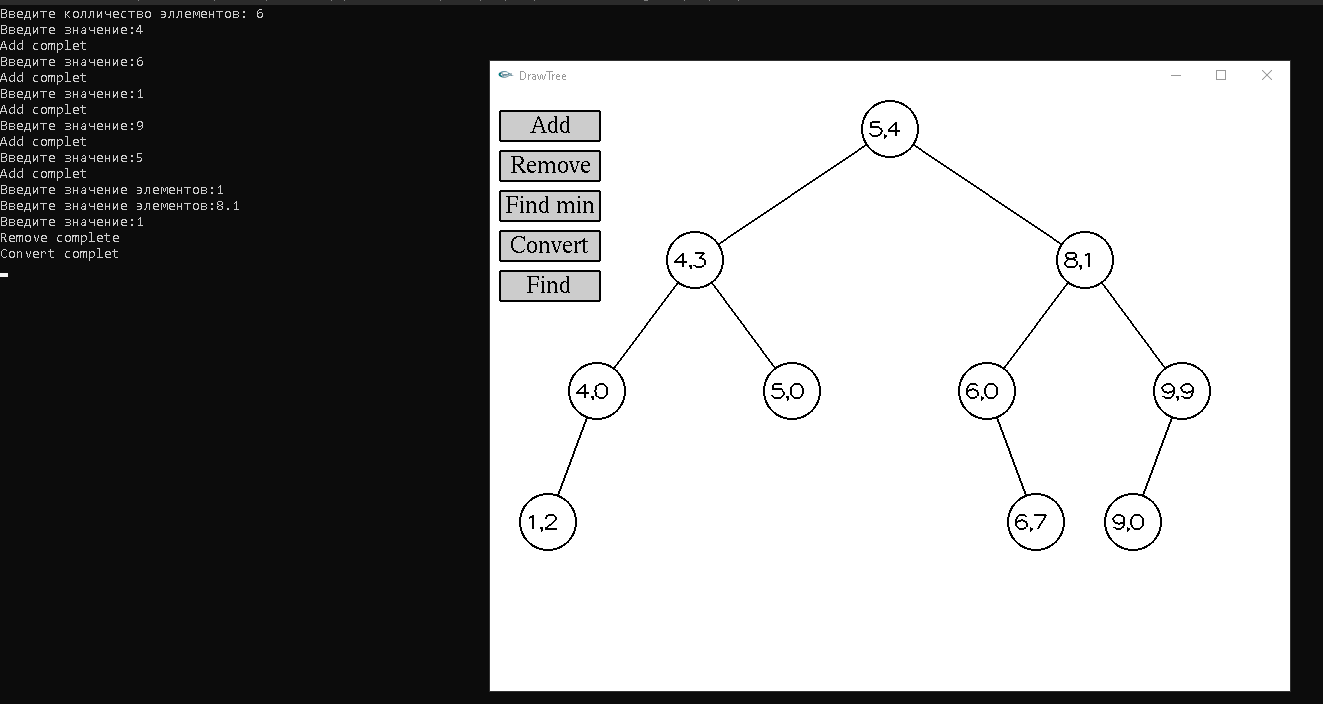 Введите колличество эллементов: 6
Введите значение:4
Add complet
Введите значение:6
Add complet
Введите значение:1
Add complet
Введите значение:9
Add complet
Введите значение:5
Add complet
Введите значение элементов:1
Введите значение элементов:8.1
Введите значение:1
Remove complete
Convert complet
DrawTree
Add
Remove
Find min
Convert
Find
5,4
4,3
8,1
4,0
5,0
6,0
9,9
1,2
6,7
9,0